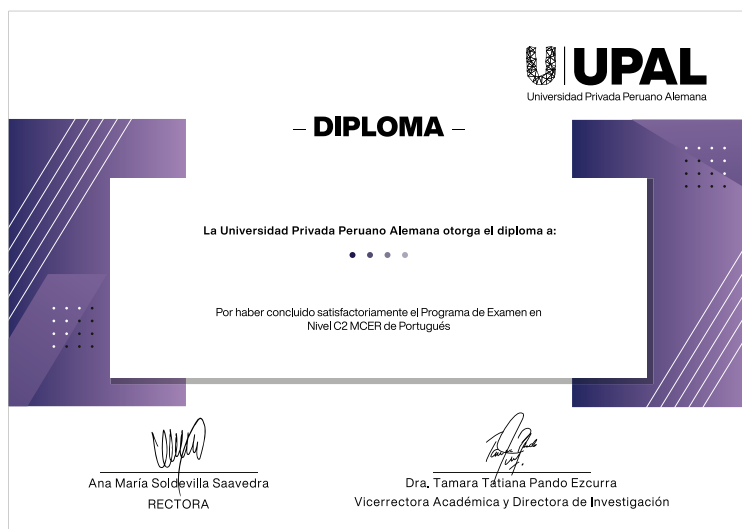 UPAL
Universidad Privada Peruano Alemana
– DIPLOMA –
La Universidad Privada Peruano Alemana otorga el diploma a:
Por haber concluido satisfactoriamente el Programa de Examen en
Nivel C2 MCER de Portugués
Ana María Soldevilla Saavedra
RECTORA
Dra. Tamara Tatiana Pando Ezcurra
Vicerrectora Académica y Directora de Investigación